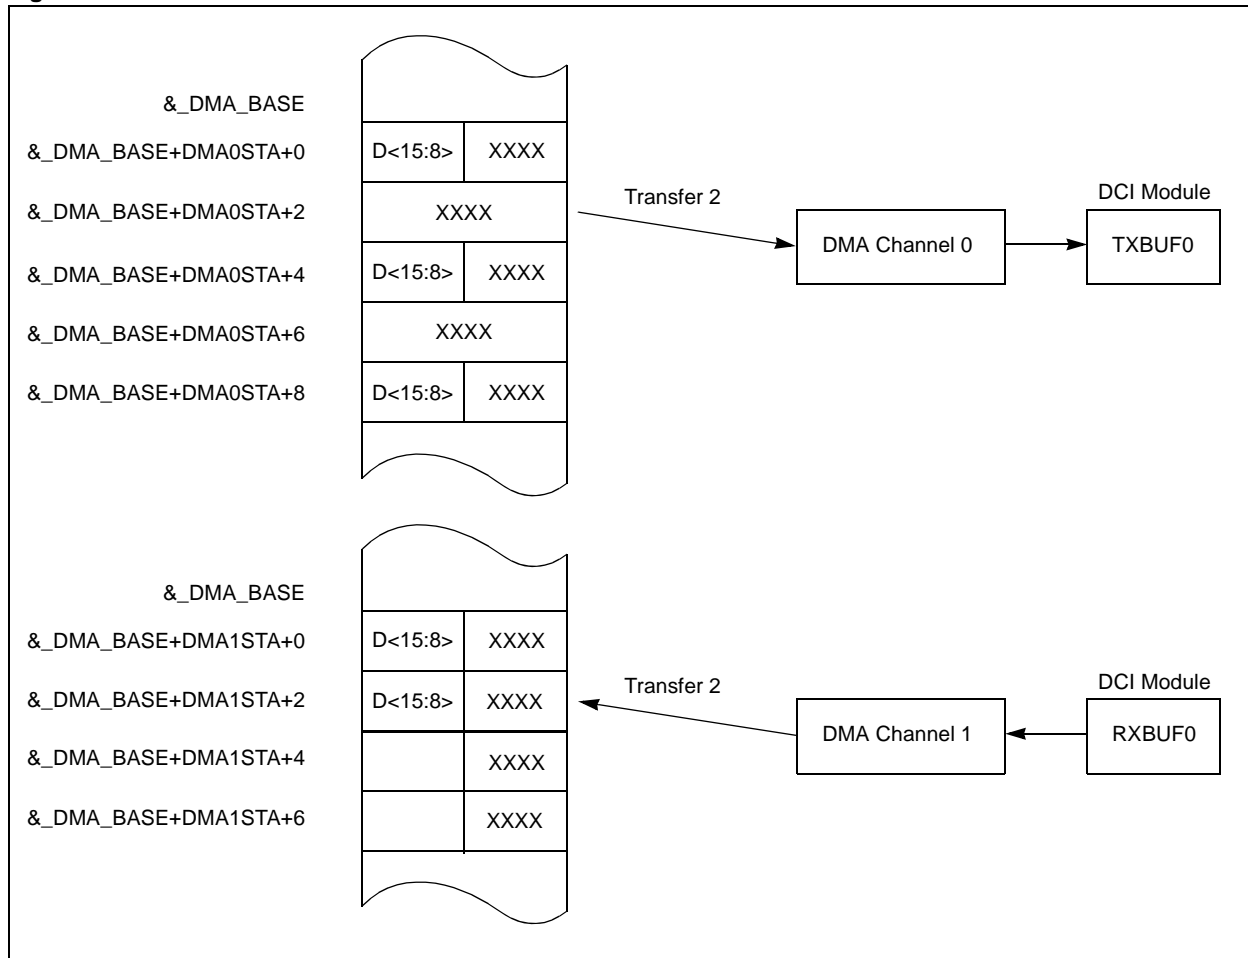 &_DMA_BASE
&_DMA_BASE+DMA0STA+0 D<15:8> XXXX
&_DMA_BASE+DMA0STA+2 XXXX
Transfer 2
DCI Module
DMA Channel 0 TXBUF0
&_DMA_BASE+DMA0STA+4 D<15:8> XXXX
&_DMA_BASE+DMA0STA+6 XXXX
&_DMA_BASE+DMA0STA+8 D<15:8> XXXX
&_DMA_BASE
&_DMA_BASE+DMA1STA+0 D<15:8> XXXX
&_DMA_BASE+DMA1STA+2 D<15:8> XXXX
Transfer 2
DCI Module
DMA Channel 1 RXBUF0
&_DMA_BASE+DMA1STA+4 XXXX
&_DMA_BASE+DMA1STA+6 XXXX